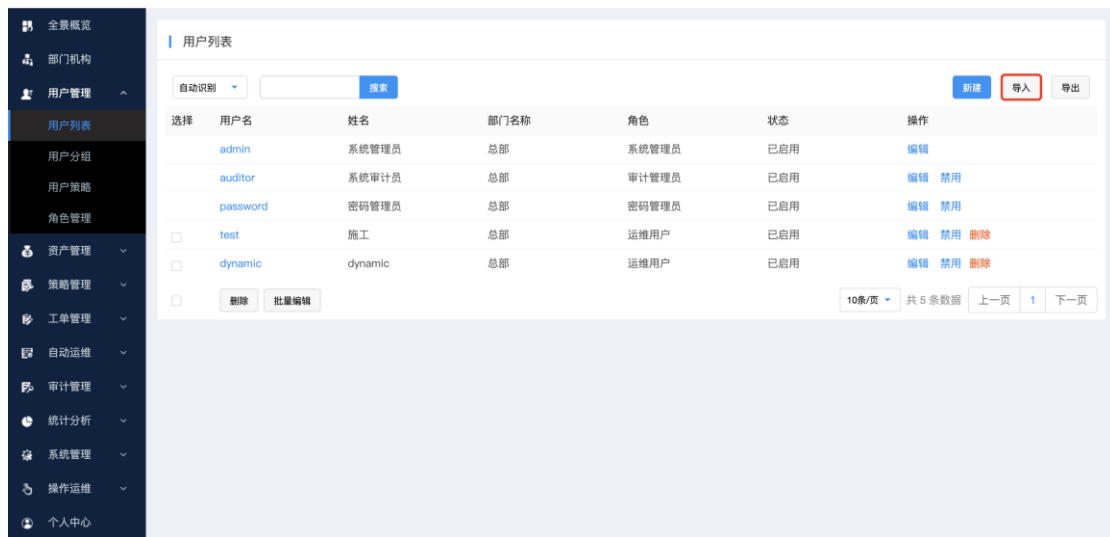 全景概览
部门机构
用户管理
用户列表
用户分组
用户策略
角色管理
资产管理
策略管理
工单管理
自动运维
审计管理
统计分析
系统管理
操作运维
个人中心
用户列表
自动识别 搜索 新建 导入 导出
选择 用户名 姓名 部门名称 角色 状态 操作
admin 系统管理员 总部 系统管理员 已启用 编辑
auditor 系统审计员 总部 审计管理员 已启用 编辑 禁用
password 密码管理员 总部 密码管理员 已启用 编辑 禁用
test 施工 总部 运维用户 已启用 编辑 禁用 删除
dynamic dynamic 总部 运维用户 已启用 编辑 禁用 删除
删除 批量编辑 10条/页 共 5 条数据 上一页 1 下一页